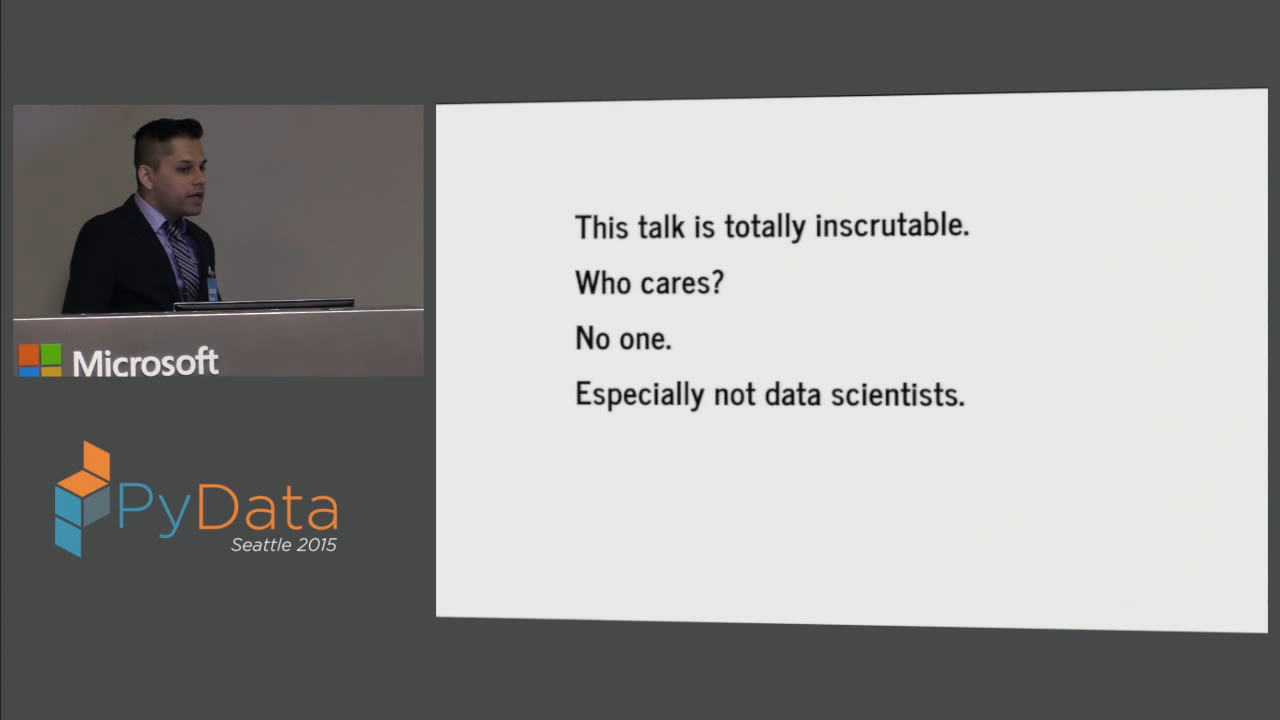 Microsoft
PyData
Seattle 2015
This talk is totally inscrutable.
Who cares?
No one.
Especially not data scientists.